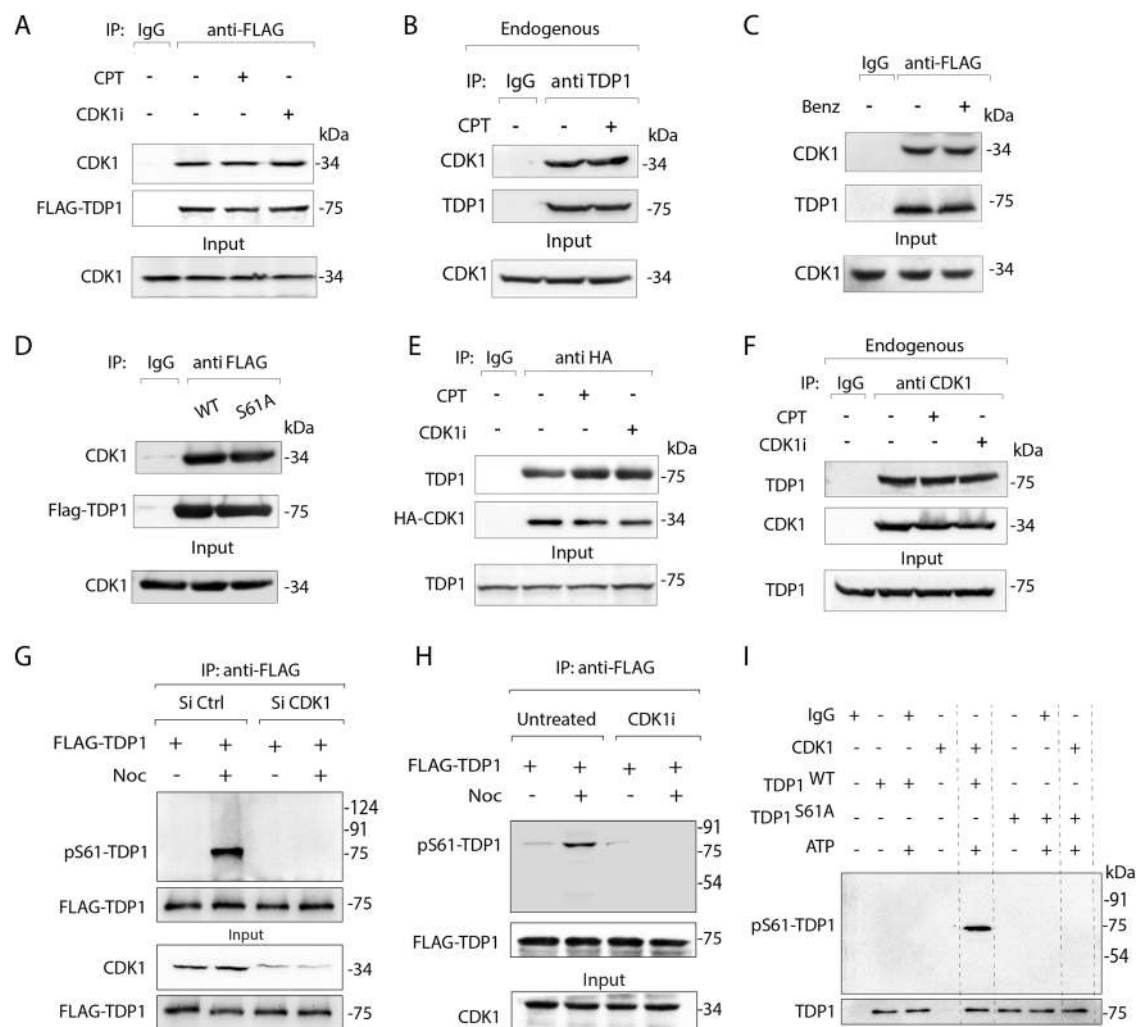 A
IP: IgG anti-FLAG
CPT - - + -
CDK1i - - - +
kDa
CDK1 -34
FLAG-TDP1 -75
Input
CDK1 -34
B
Endogenous
IP: IgG anti TDP1
CPT - - +
kDa
CDK1 -34
TDP1 -75
Input
CDK1 -34
C
IgG anti-FLAG
Benz - - +
kDa
CDK1 -34
TDP1 -75
Input
CDK1 -34
D
IP: IgG anti FLAG
WT S61A
kDa
CDK1 -34
Flag-TDP1 -75
Input
CDK1 -34
E
IP: IgG anti HA
CPT - - + -
CDK1i - - - +
kDa
TDP1 -75
HA-CDK1 -34
Input
TDP1 -75
F
Endogenous
IP: IgG anti CDK1
CPT - - + -
CDK1i - - - +
kDa
TDP1 -75
CDK1 -34
Input
TDP1 -75
G
IP: anti-FLAG
Si Ctrl Si CDK1
FLAG-TDP1 + + + +
Noc - + - +
-124
-91
pS61-TDP1 -75
FLAG-TDP1 -75
Input
CDK1 -34
FLAG-TDP1 -75
H
IP: anti-FLAG
Untreated CDK1i
FLAG-TDP1 + + + +
Noc - + - +
-91
pS61-TDP1 -75
-54
FLAG-TDP1 -75
Input
CDK1 -34
I
IgG + - + - - - + -
CDK1 - - - + + - - +
TDP1 WT - + + - + - - -
TDP1 S61A - - - - - + + +
ATP - - + - + - + +
kDa
-91
pS61-TDP1 -75
-54
TDP1 -75